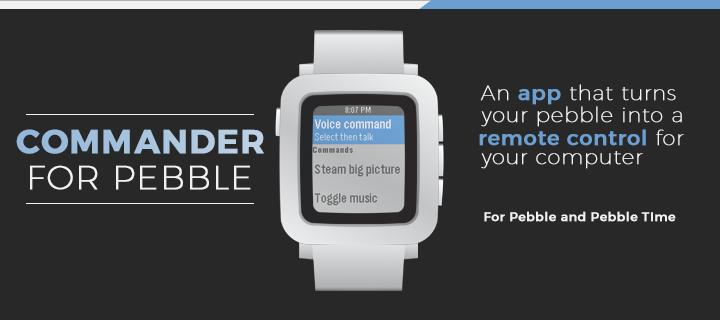 COMMANDER
FOR PEBBLE
8:07 PM
Voice command
Select then talk
Commands
Steam big picture
Toggle music
An app that turns
your pebble into a
remote control for
your computer
For Pebble and Pebble TIme